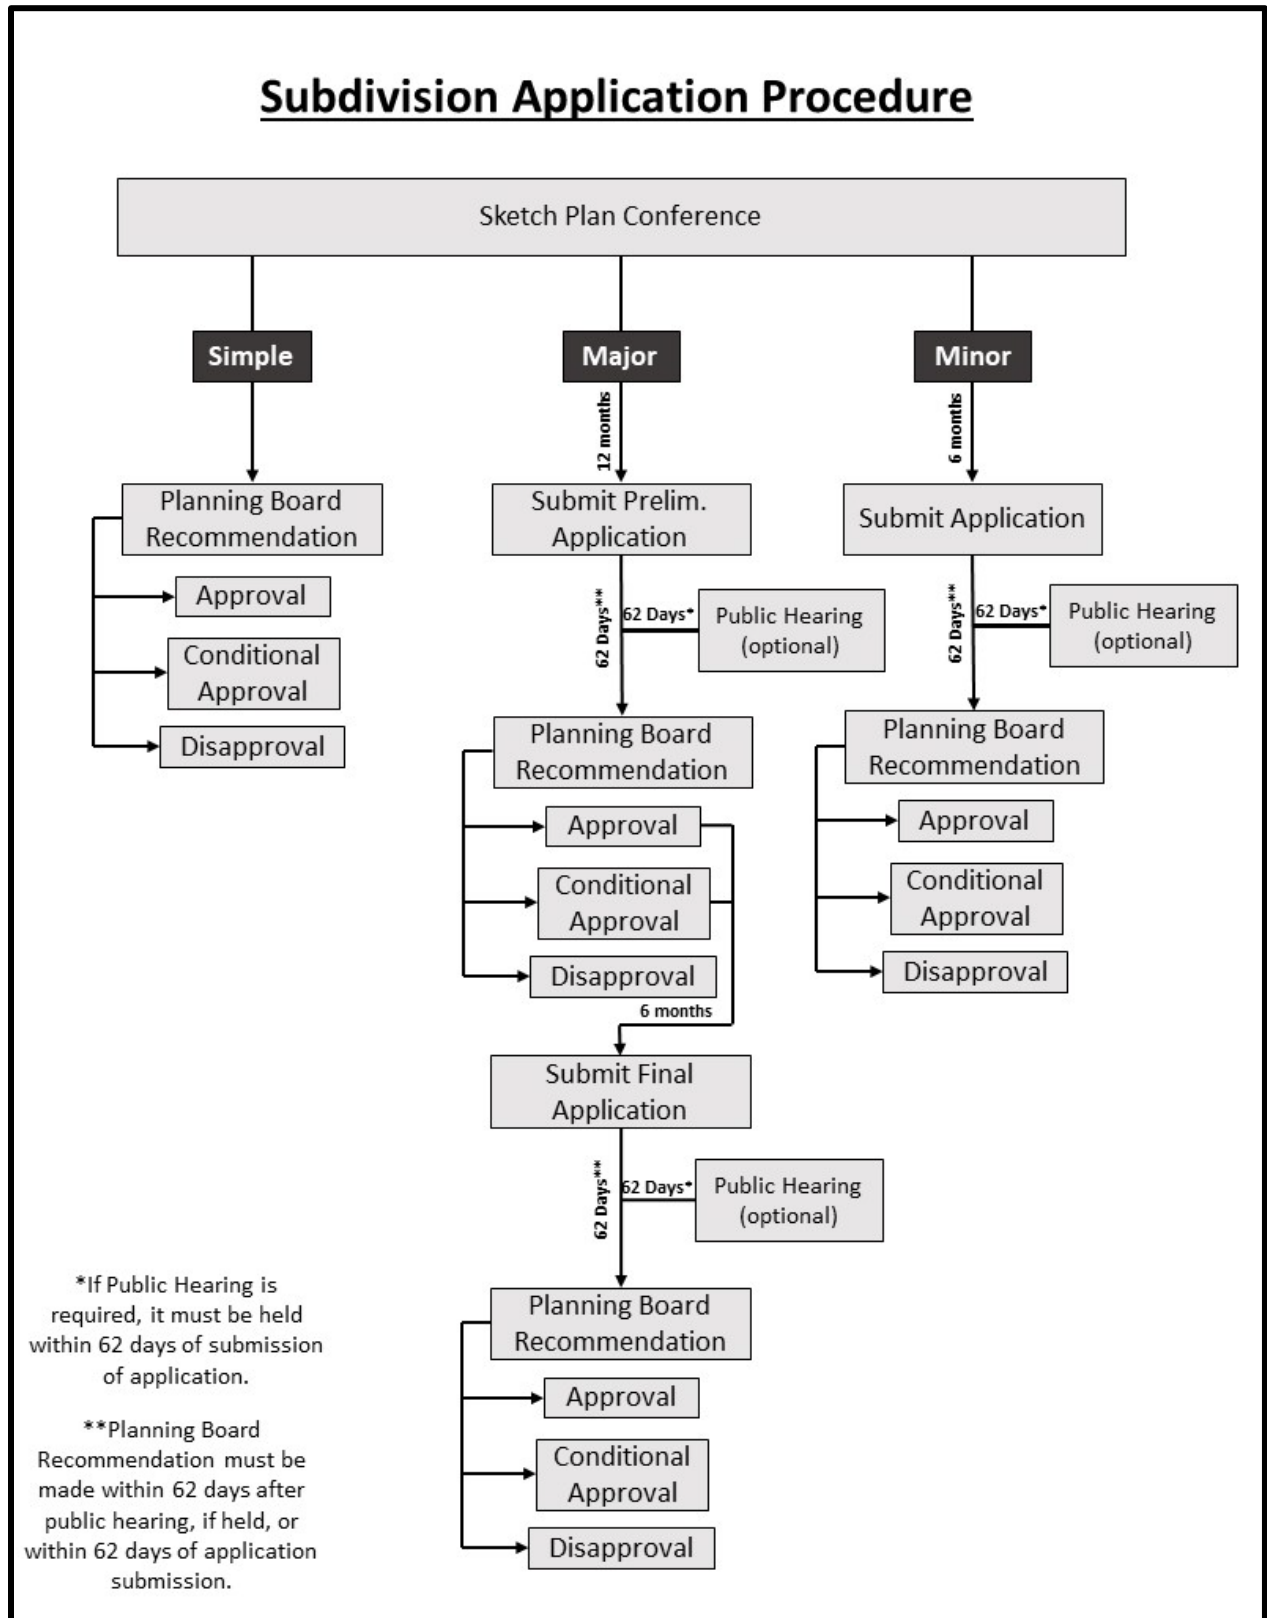 Subdivision Application Procedure
Sketch Plan Conference
Simple
Major
Minor
12 months
6 months
Planning Board
Recommendation
Approval
Conditional
Approval
Disapproval
Submit Prelim.
Application
62 Days**
62 Days*
Public Hearing
(optional)
Planning Board
Recommendation
Approval
Conditional
Approval
Disapproval
6 months
Submit Final
Application
62 Days**
62 Days*
Public Hearing
(optional)
Planning Board
Recommendation
Approval
Conditional
Approval
Disapproval
Submit Application
62 Days**
62 Days*
Public Hearing
(optional)
Planning Board
Recommendation
Approval
Conditional
Approval
Disapproval
*If Public Hearing is
required, it must be held
within 62 days of submission
of application.
**Planning Board
Recommendation must be
made within 62 days after
public hearing, if held, or
within 62 days of application
submission.